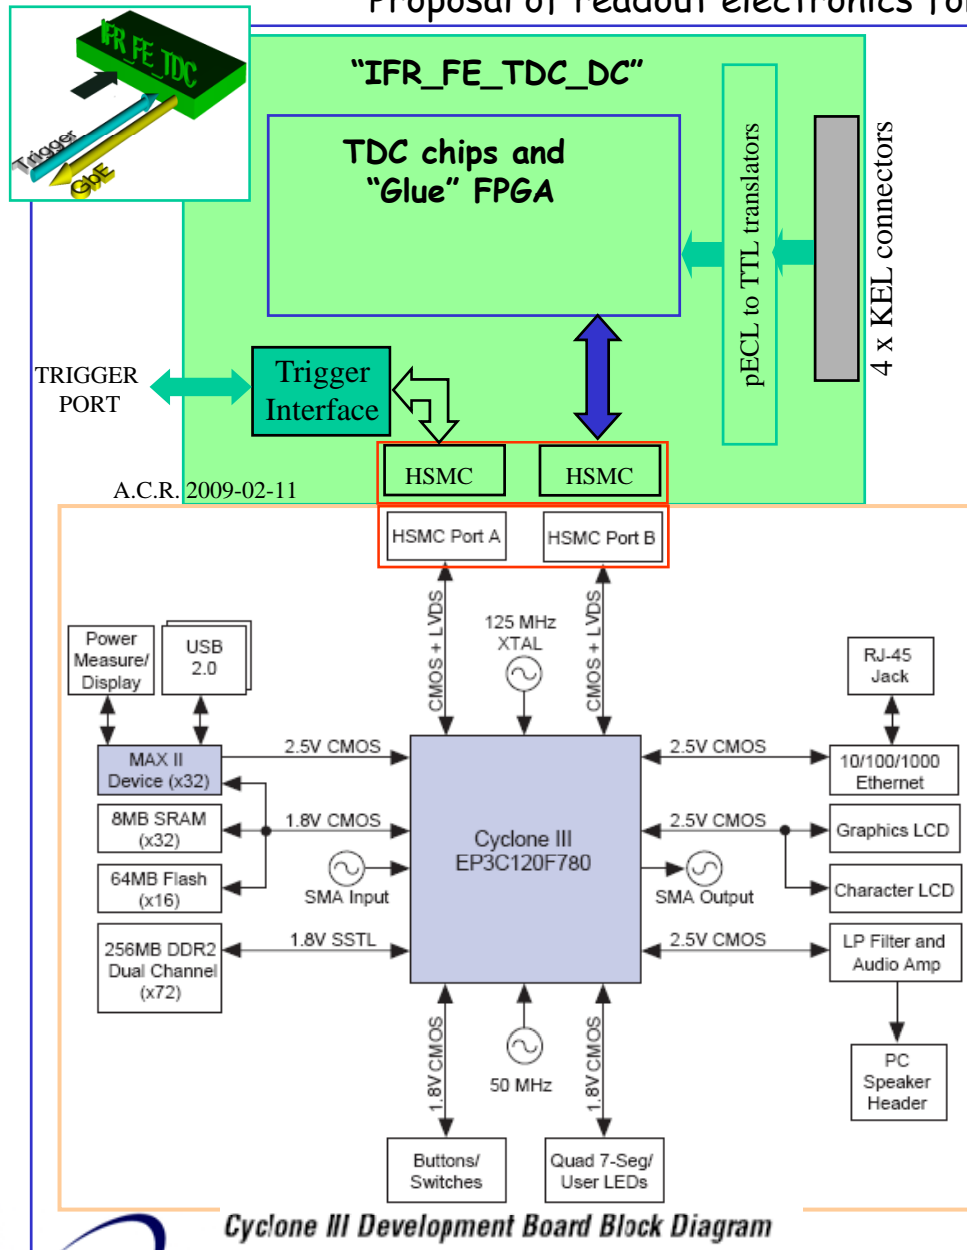 Proposal of readout electronics for
IFR_FE_TDC
Trigger
GbE
"IFR_FE_TDC_DC"
TDC chips and
"Glue" FPGA
pECL to TTL translators
4 x KEL connectors
TRIGGER
PORT
Trigger
Interface
HSMC
HSMC
A.C.R. 2009-02-11
HSMC Port A
HSMC Port B
CMOS + LVDS
125 MHz
XTAL
CMOS + LVDS
Power
Measure/
Display
USB
2.0
RJ-45
Jack
MAX II
Device (x32)
2.5V CMOS
2.5V CMOS
10/100/1000
Ethernet
8MB SRAM
(x32)
1.8V CMOS
Cyclone III
EP3C120F780
2.5V CMOS
Graphics LCD
64MB Flash
(x16)
SMA Input
SMA Output
Character LCD
256MB DDR2
Dual Channel
(x72)
1.8V SSTL
2.5V CMOS
LP Filter and
Audio Amp
1.8V CMOS
50 MHz
1.8V CMOS
PC
Speaker
Header
Buttons/
Switches
Quad 7-Seg/
User LEDs
Cyclone III Development Board Block Diagram